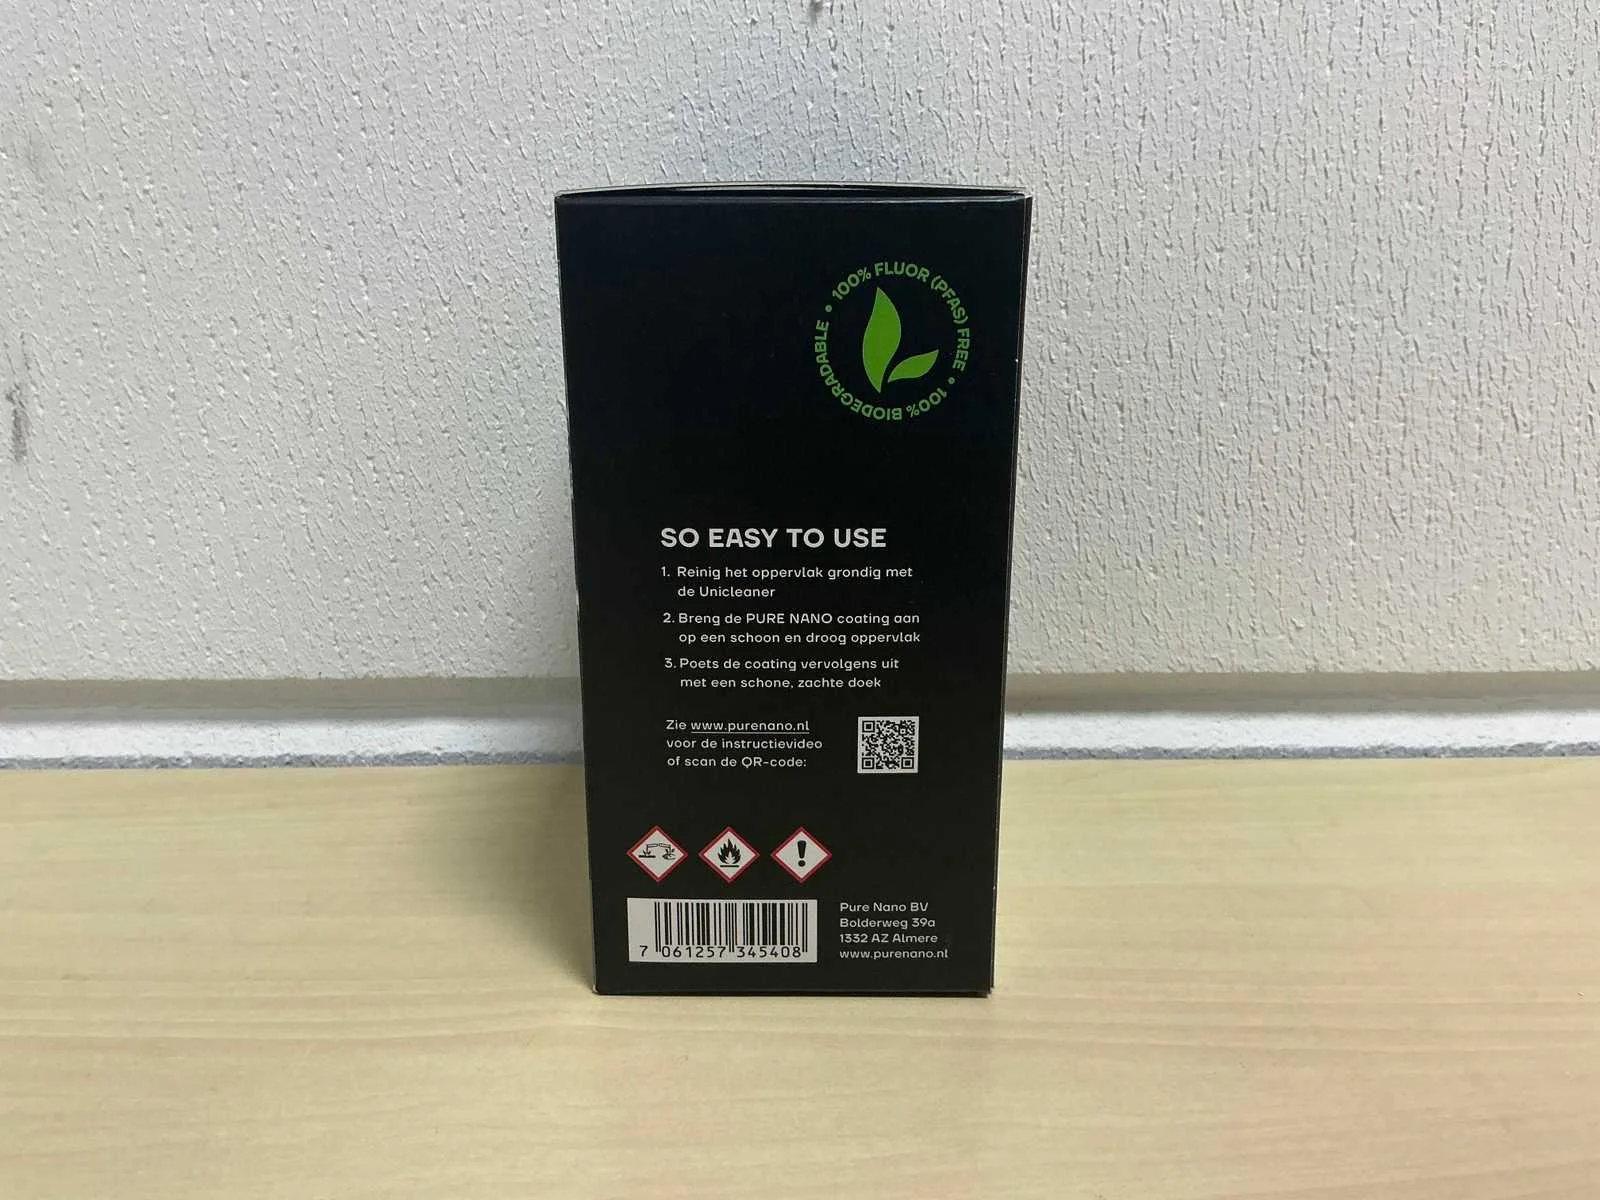 100% FLUOR (PFAS) FREE • 100% BIODEGRADABLE •
SO EASY TO USE
1. Reinig het oppervlak grondig met
de Unicleaner
2. Breng de PURE NANO coating aan
op een schoon en droog oppervlak
3. Poets de coating vervolgens uit
met een schone, zachte doek
Zie www.purenano.nl
voor de instructievideo
of scan de QR-code:
7 061257 345408
Pure Nano BV
Bolderweg 39a
1332 AZ Almere
www.purenano.nl